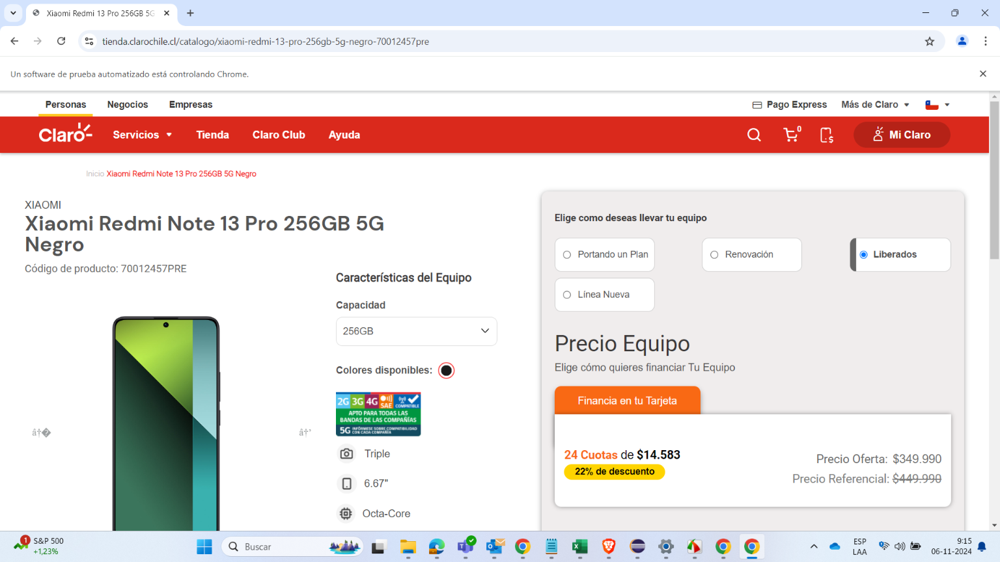 Xiaomi Redmi 13 Pro 256GB 5G
tienda.clarochile.cl/catalogo/xiaomi-redmi-13-pro-256gb-5g-negro-70012457pre
Un software de prueba automatizado está controlando Chrome.
Personas Negocios Empresas Pago Express Más de Claro
Claro Servicios Tienda Claro Club Ayuda 0 $ Mi Claro
Inicio Xiaomi Redmi Note 13 Pro 256GB 5G Negro
XIAOMI
Xiaomi Redmi Note 13 Pro 256GB 5G
Negro
Código de producto: 70012457PRE
â†�
â†’
Características del Equipo
Capacidad
256GB
Colores disponibles:
2G 3G 4G SAE COMPATIBLE
APTO PARA TODAS LAS
BANDAS DE LAS COMPAÑÍAS
5G INFÓRMESE SOBRE COMPATIBILIDAD
CON CADA COMPAÑÍA
Triple
6.67"
Octa-Core
Elige como deseas llevar tu equipo
Portando un Plan Renovación Liberados
Línea Nueva
Precio Equipo
Elige cómo quieres financiar Tu Equipo
Financia en tu Tarjeta
24 Cuotas de $14.583
22% de descuento
Precio Oferta: $349.990
Precio Referencial: $449.990
1 S&P 500
+1,23%
Buscar
ESP
LAA
9:15
06-11-2024